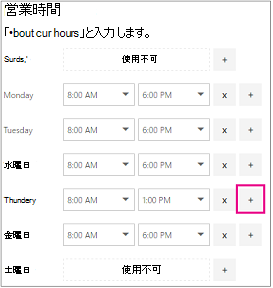 営業時間
「•bout cur hours」と入力します。
Surds,' 使用不可 +
Monday 8:00 AM 6:00 PM x +
Tuesday 8:00 AM 6:00 PM x +
水曜日 8:00 AM 6:00 PM x +
Thundery 8:00 AM 1:00 PM x +
金曜日 8:00 AM 6:00 PM x +
土曜日 使用不可 +